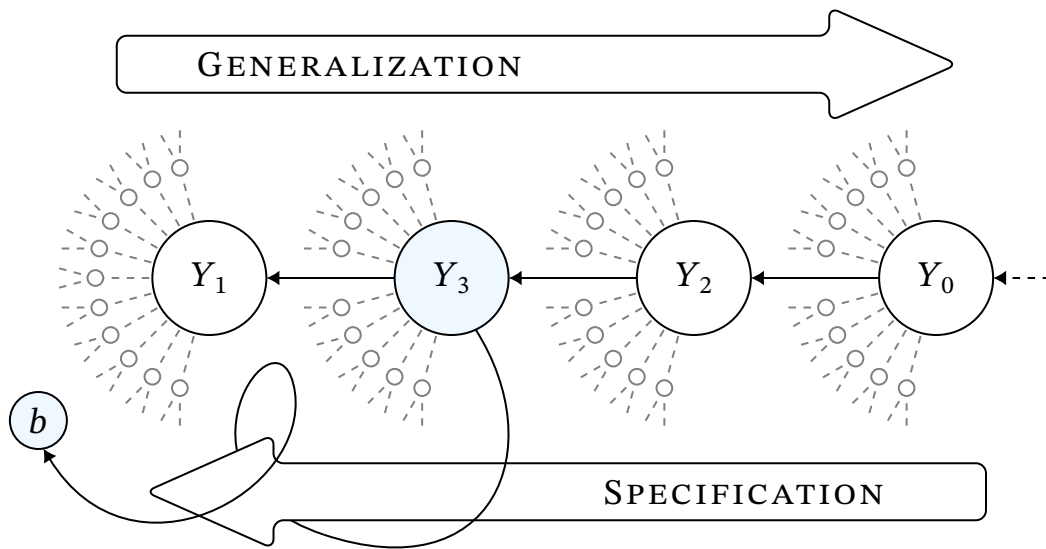 GENERALIZATION
Y₁ Y₃ Y₂ Y₀
b
SPECIFICATION